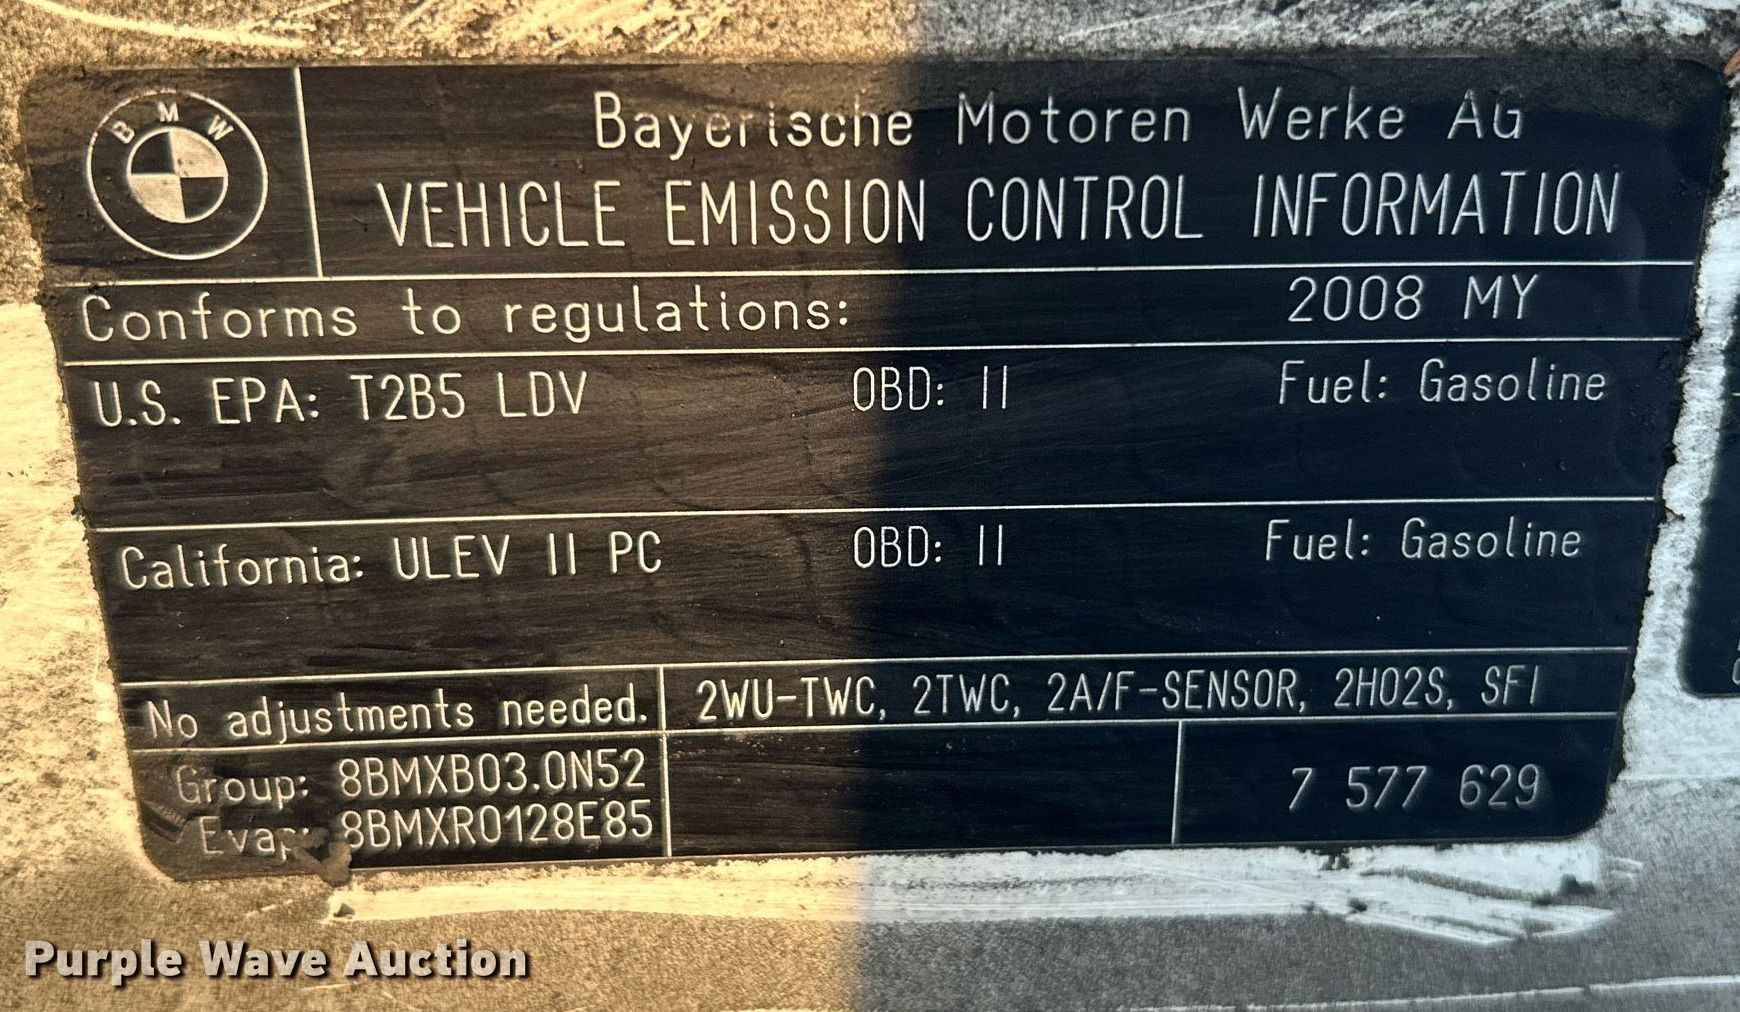 BMW
Bayerische Motoren Werke AG
VEHICLE EMISSION CONTROL INFORMATION
Conforms to regulations: 2008 MY
U.S. EPA: T2B5 LDV OBD: II Fuel: Gasoline
California: ULEV II PC OBD: II Fuel: Gasoline
No adjustments needed. 2WU-TWC, 2TWC, 2A/F-SENSOR, 2HO2S, SFI
Group: 8BMXB03.0N52
Evap: 8BMXR0128E85
7 577 629
Purple Wave Auction